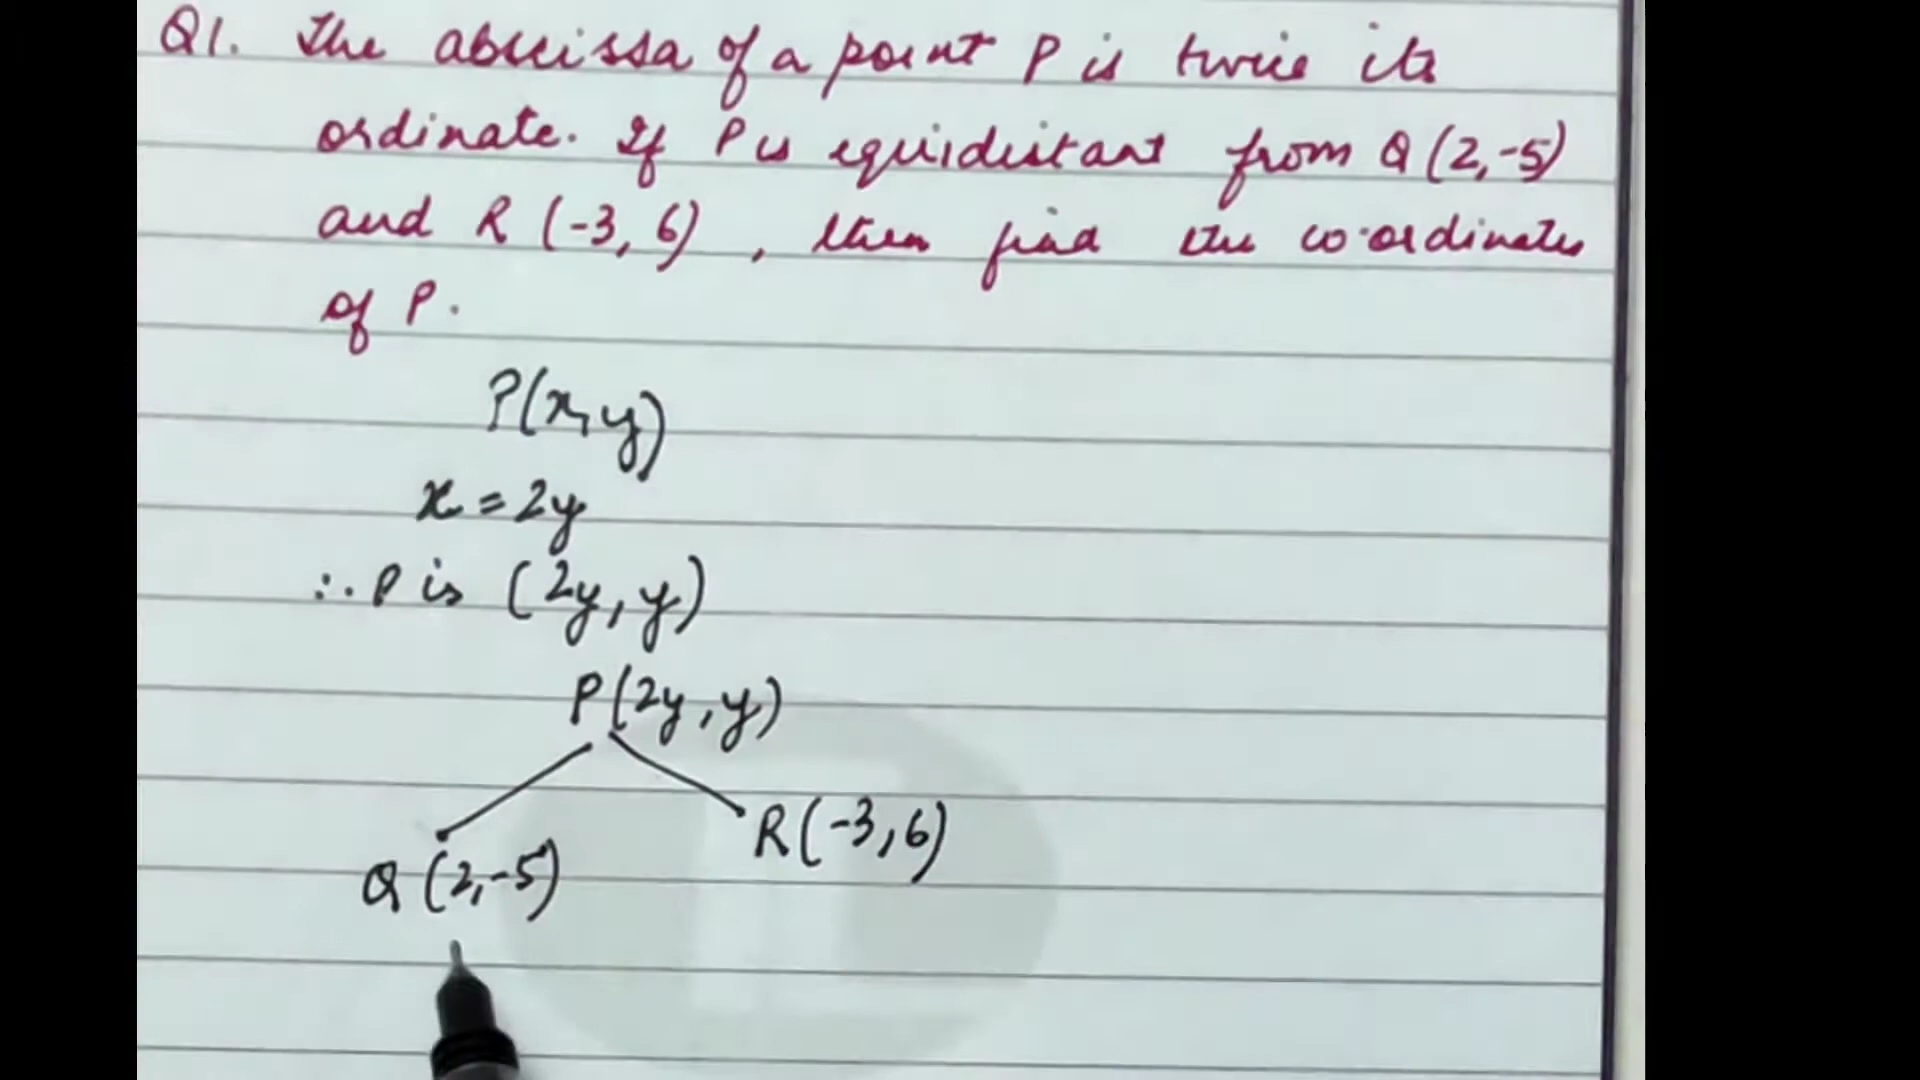 Q1. The abscissa of a point P is twice its
ordinate. If P is equidistant from Q (2,-5)
and R (-3, 6) , then find the co-ordinates
of P.
P(x, y)
x = 2y
∴ P is (2y, y)
P(2y, y)
R(-3, 6)
Q (2, -5)